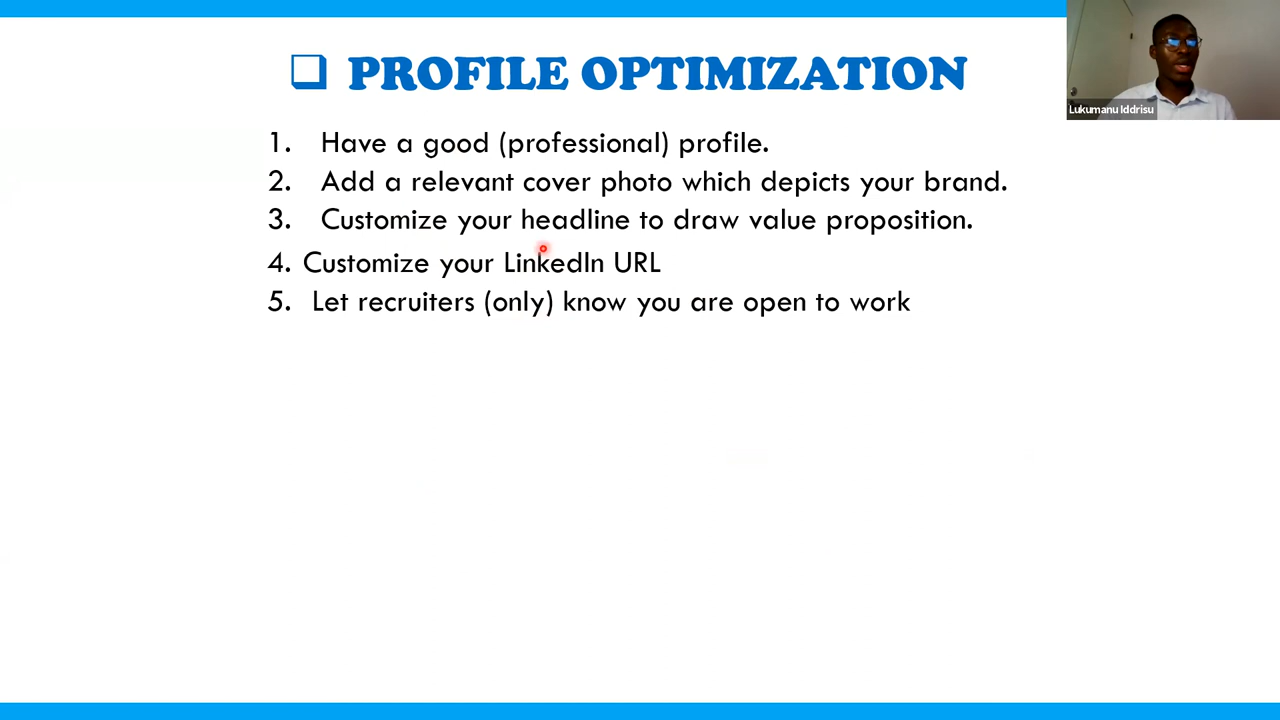 PROFILE OPTIMIZATION
Lukumanu Iddrisu
1. Have a good (professional) profile.
2. Add a relevant cover photo which depicts your brand.
3. Customize your headline to draw value proposition.
4. Customize your LinkedIn URL
5. Let recruiters (only) know you are open to work